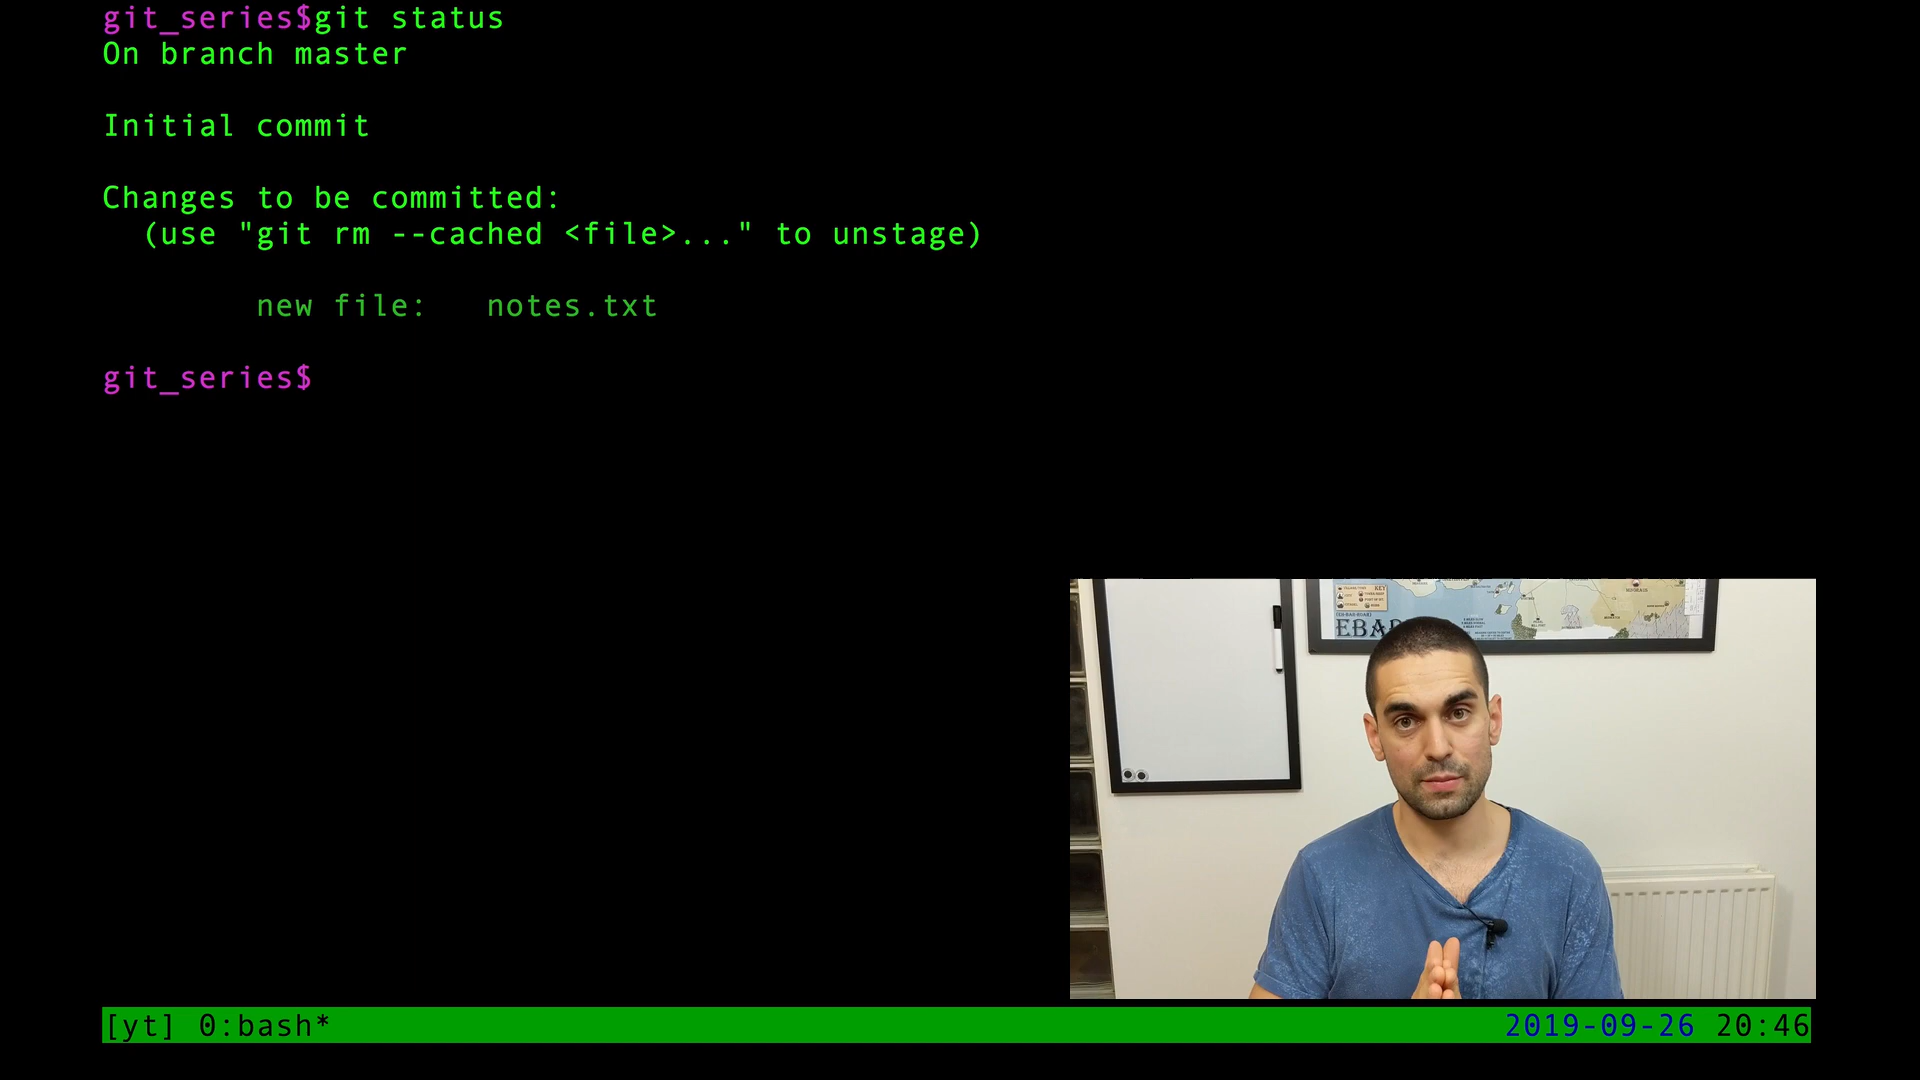 git_series$git status
On branch master
Initial commit
Changes to be committed:
(use "git rm --cached <file>..." to unstage)
new file:   notes.txt
git_series$
KEY
EBA
[yt] 0:bash*
2019-09-26 20:46